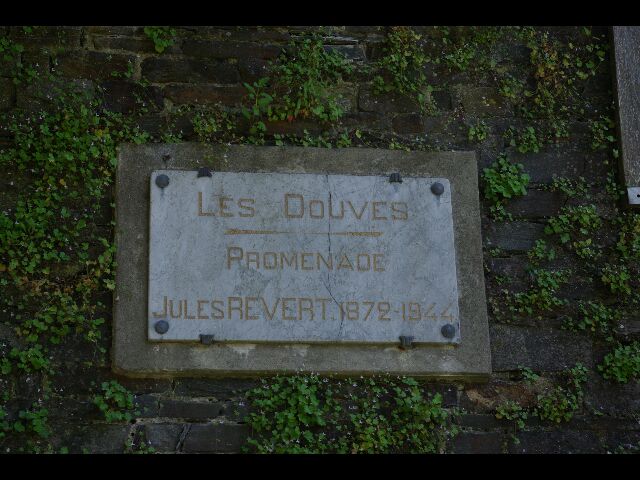 LES DOUVES
PROMENADE
JULES REVERT. 1872-1944